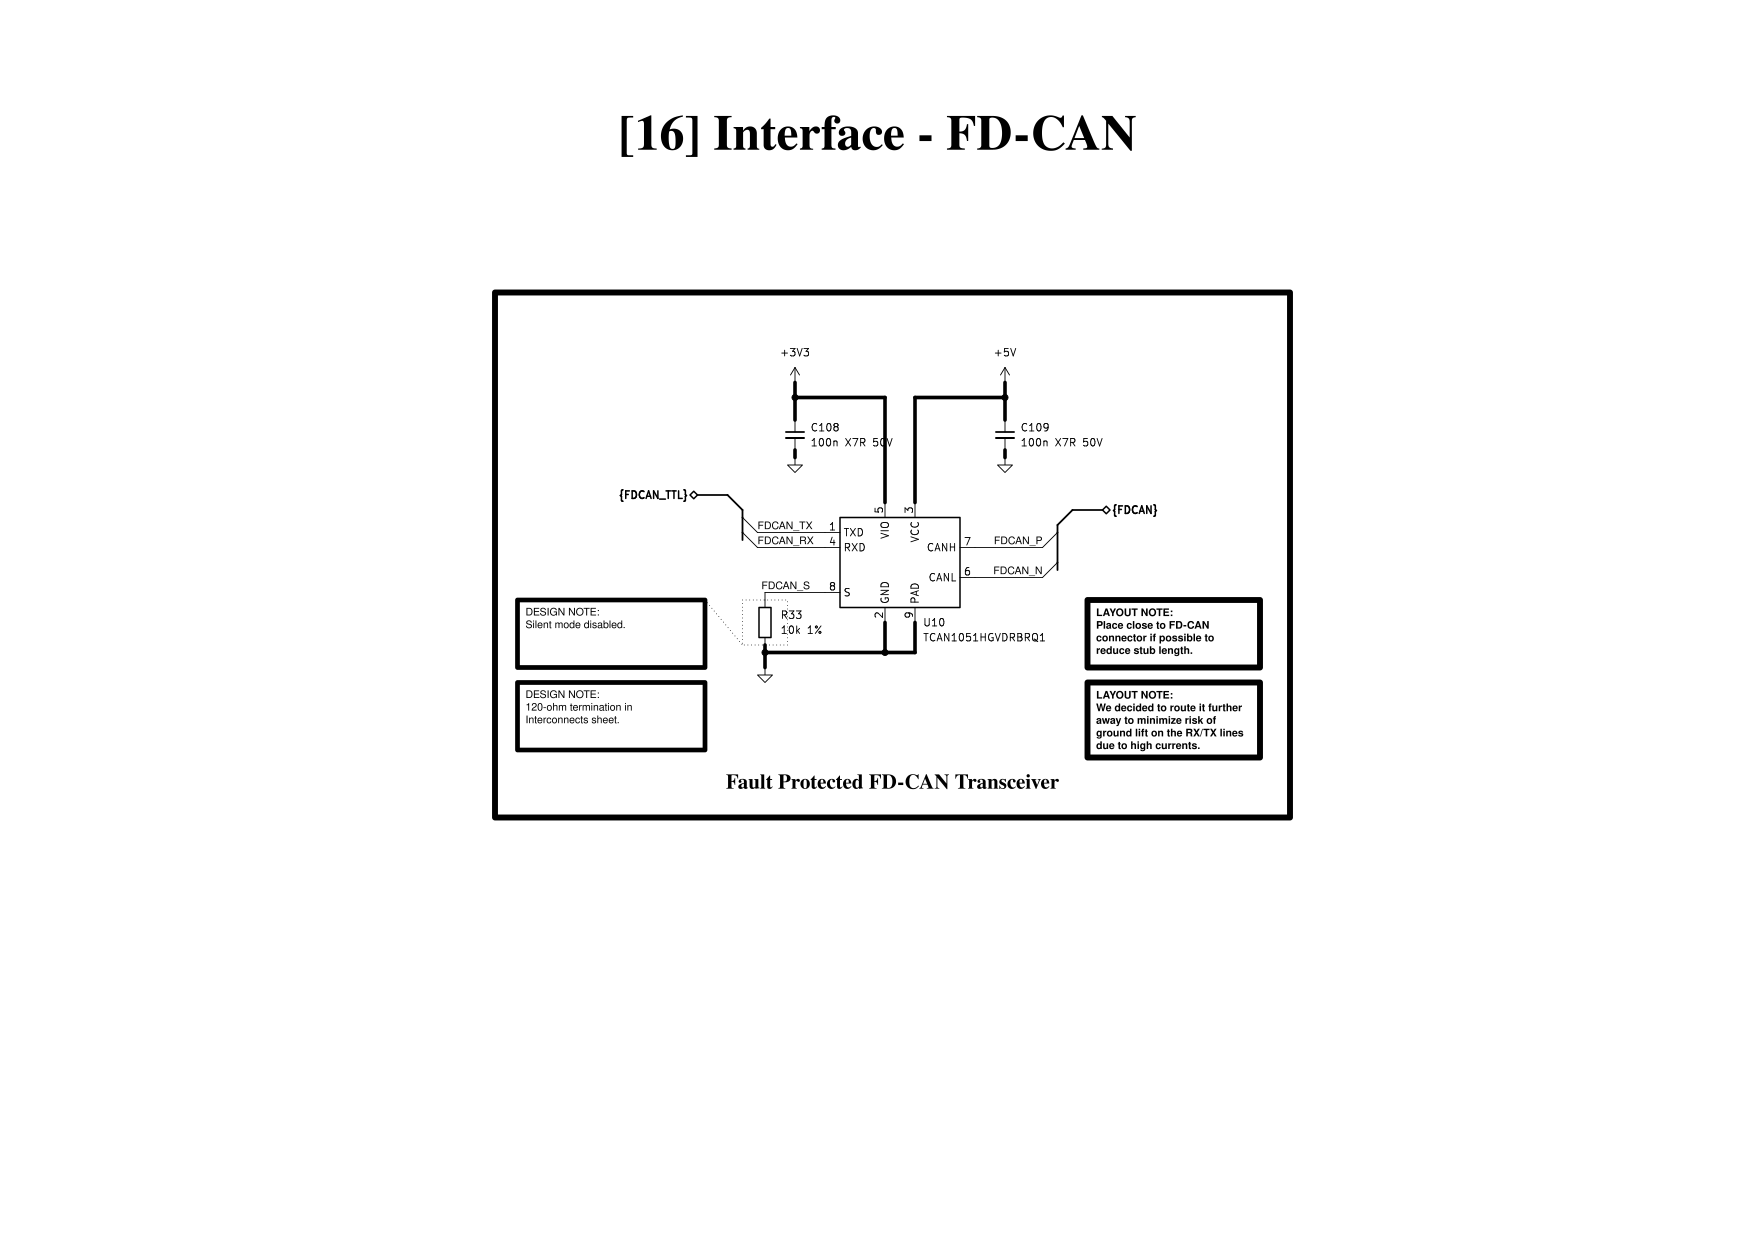 [16] Interface - FD-CAN
+3V3
+5V
C108
100n X7R 50V
C109
100n X7R 50V
{FDCAN_TTL}
{FDCAN}
5
3
VIO
VCC
FDCAN_TX 1 TXD
FDCAN_RX 4 RXD
CANH 7 FDCAN_P
CANL 6 FDCAN_N
FDCAN_S 8 S
GND
PAD
2
9
R33
10k 1%
U10
TCAN1051HGVDRBRQ1
DESIGN NOTE:
Silent mode disabled.
DESIGN NOTE:
120-ohm termination in
Interconnects sheet.
LAYOUT NOTE:
Place close to FD-CAN
connector if possible to
reduce stub length.
LAYOUT NOTE:
We decided to route it further
away to minimize risk of
ground lift on the RX/TX lines
due to high currents.
Fault Protected FD-CAN Transceiver